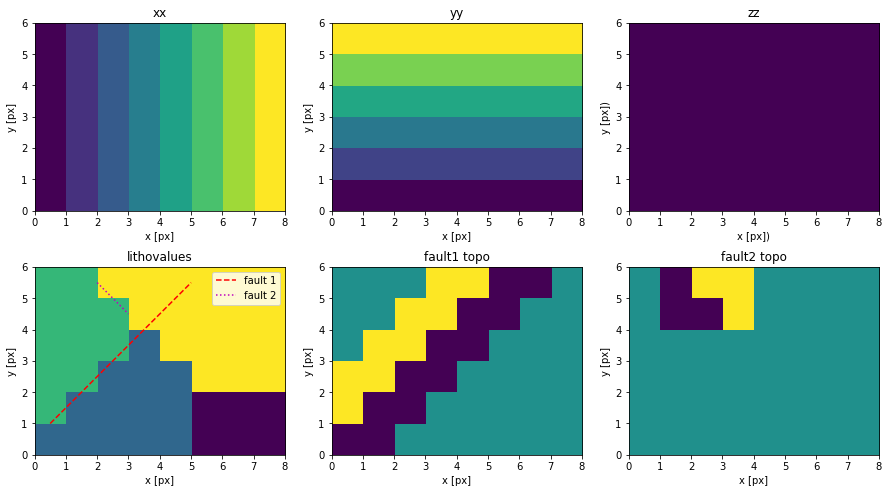 xx
6
5
4
3
2
1
0
y [px]
0 1 2 3 4 5 6 7 8
x [px]
yy
6
5
4
3
2
1
0
y [px]
0 1 2 3 4 5 6 7 8
x [px]
zz
6
5
4
3
2
1
0
y [px])
0 1 2 3 4 5 6 7 8
x [px])
lithovalues
fault 1
fault 2
6
5
4
3
2
1
0
y [px]
0 1 2 3 4 5 6 7 8
x [px]
fault1 topo
6
5
4
3
2
1
0
y [px]
0 1 2 3 4 5 6 7 8
x [px]
fault2 topo
6
5
4
3
2
1
0
y [px]
0 1 2 3 4 5 6 7 8
x [px]